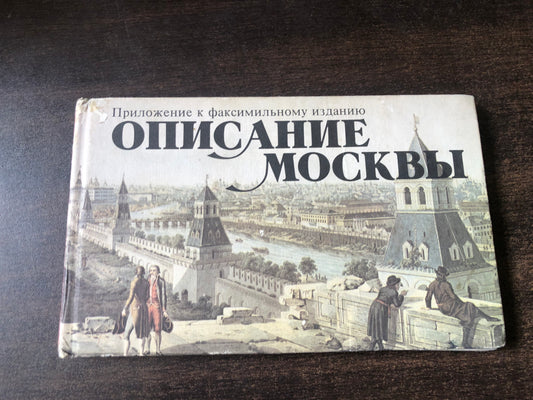 Приложение к факсимильному изданию
ОПИСАНИЕ
МОСКВЫ